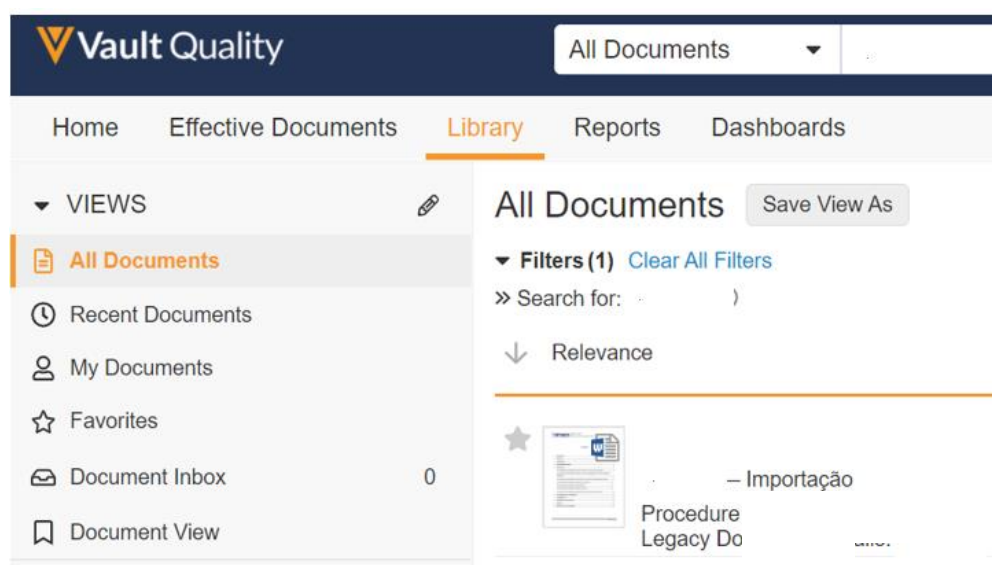 Vault Quality
All Documents
Home Effective Documents Library Reports Dashboards
VIEWS
All Documents
Recent Documents
My Documents
Favorites
Document Inbox 0
Document View
All Documents Save View As
Filters (1) Clear All Filters
» Search for: )
Relevance
W
– Importação
Procedure
Legacy Do